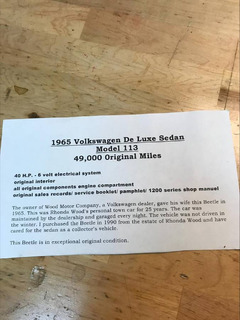 1965 Volkswagen De Luxe Sedan
Model 113
49,000 Original Miles
40 H.P. - 6 volt electrical system
original interior
all original components engine compartment
original sales records/ service booklet/ pamphlet/ 1200 series shop manual
The owner of Wood Motor Company, a Volkswagen dealer, gave his wife this Beetle in
1965. This was Rhonda Wood's personal town car for 25 years. The car was
maintained by the dealership and garaged every night. The vehicle was not driven in
the winter. I purchased the Beetle in 1990 from the estate of Rhonda Wood and have
cared for the sedan as a collector's vehicle.
This Beetle is in exceptional original condition.